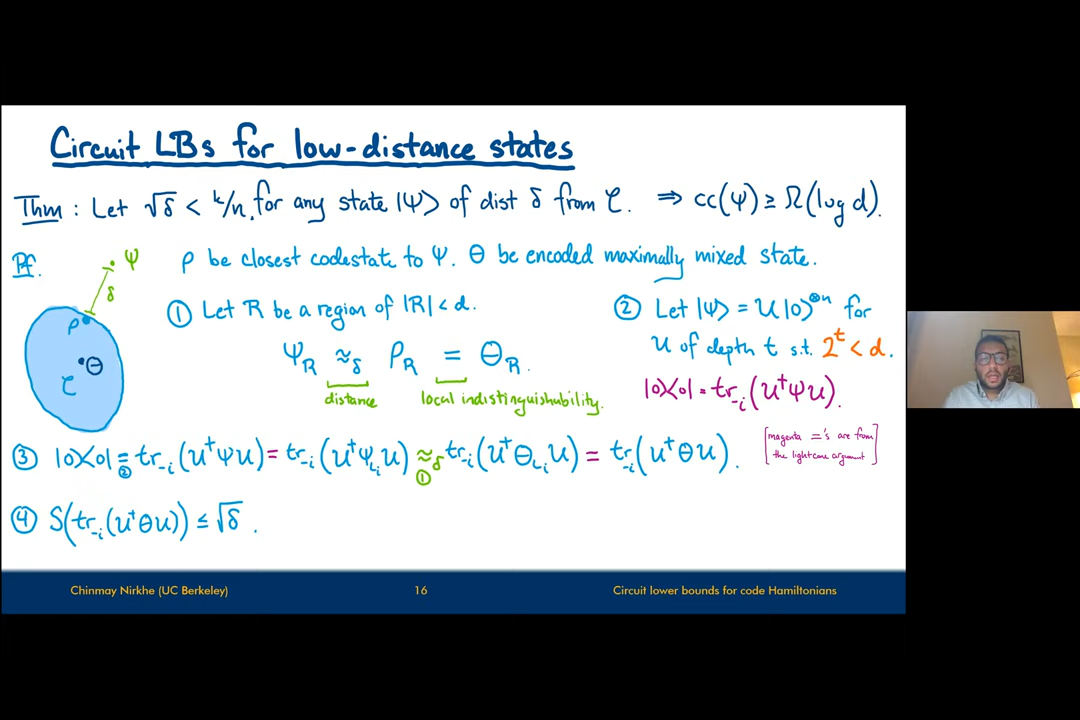 Circuit LBs for low-distance states
Thm: Let √δ < k/n, for any state |Ψ⟩ of dist δ from C. ⇒ cc(Ψ) ≥ Ω(log d).
Pf.
Ψ
δ
ρ
Θ
C
ρ be closest codestate to Ψ. Θ be encoded maximally mixed state.
① Let R be a region of |R| < d.
Ψ_R ≈_δ ρ_R = Θ_R.
distance
local indistinguishability.
② Let |Ψ⟩ = U|0⟩^⊗n for
U of depth t s.t. 2^t < d.
|0⟩⟨0| = tr_-i(U†ΨU).
③ |0⟩⟨0| =_② tr_-i(U†ΨU) = tr_-i(U†Ψ_{L_i}U) ≈_δ ① tr_-i(U†Θ_{L_i}U) = tr_-i(U†ΘU).
[magenta ='s are from
the lightcone argument]
④ S(tr_-i(U†ΘU)) ≤ √δ.
Chinmay Nirkhe (UC Berkeley)
16
Circuit lower bounds for code Hamiltonians